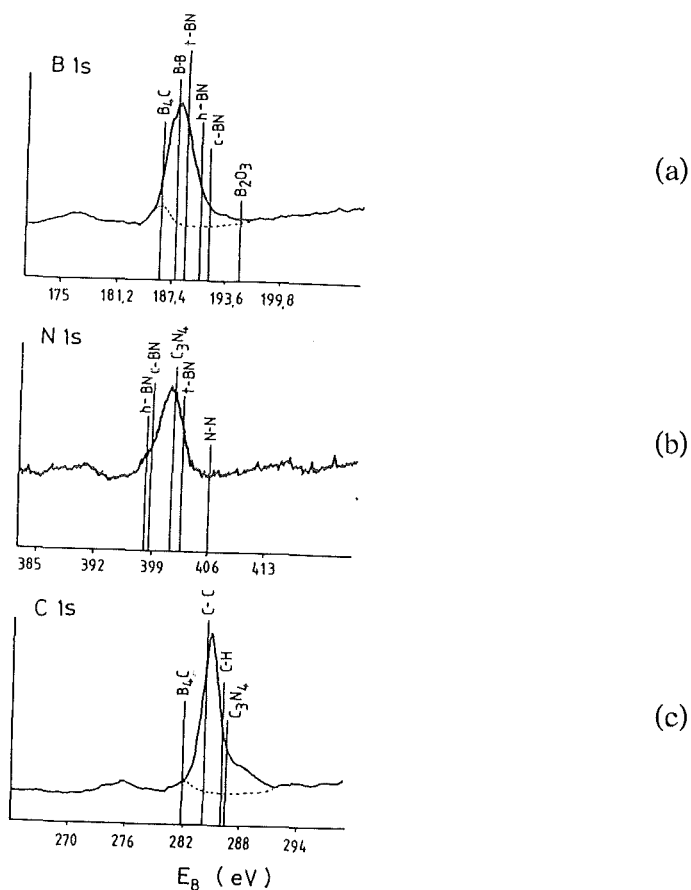 B 1s
B₄C
B-B
t-BN
h-BN
c-BN
B₂O₃
(a)
175 181,2 187,4 193,6 199,8
N 1s
h-BN
c-BN
C₃N₄
t-BN
N-N
(b)
385 392 399 406 413
C 1s
B₄C
C-C
C-H
C₃N₄
(c)
270 276 282 288 294
E_B (eV)